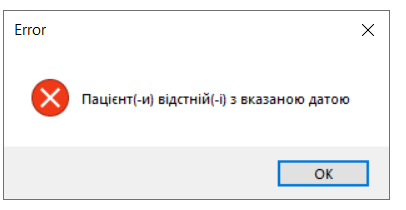 Error
Пацієнт(-и) відстній(-і) з вказаною датою
OK